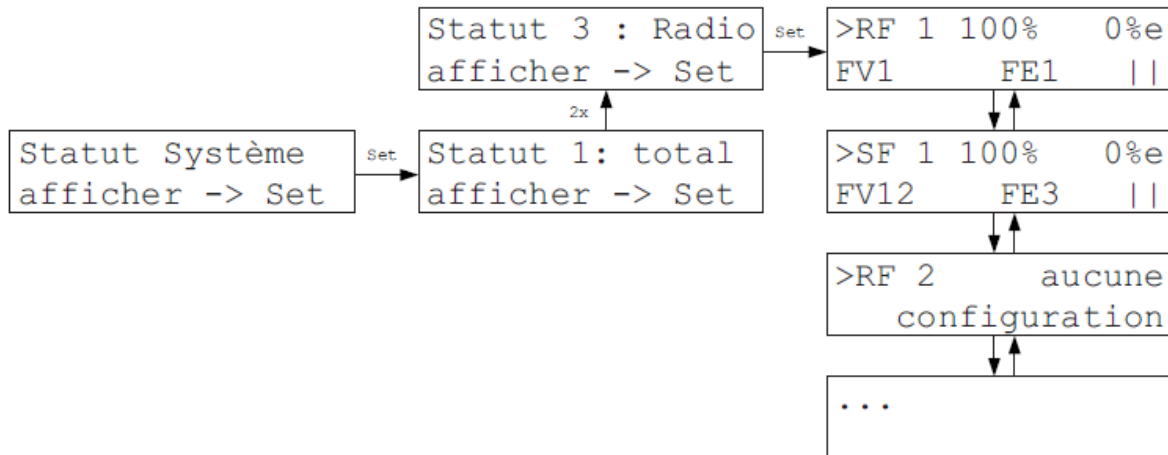 Statut Système
afficher -> Set
Set
Statut 1: total
afficher -> Set
2x
Statut 3 : Radio
afficher -> Set
Set
>RF 1 100% 0%e
FV1 FE1 ||
>SF 1 100% 0%e
FV12 FE3 ||
>RF 2 aucune
configuration
...